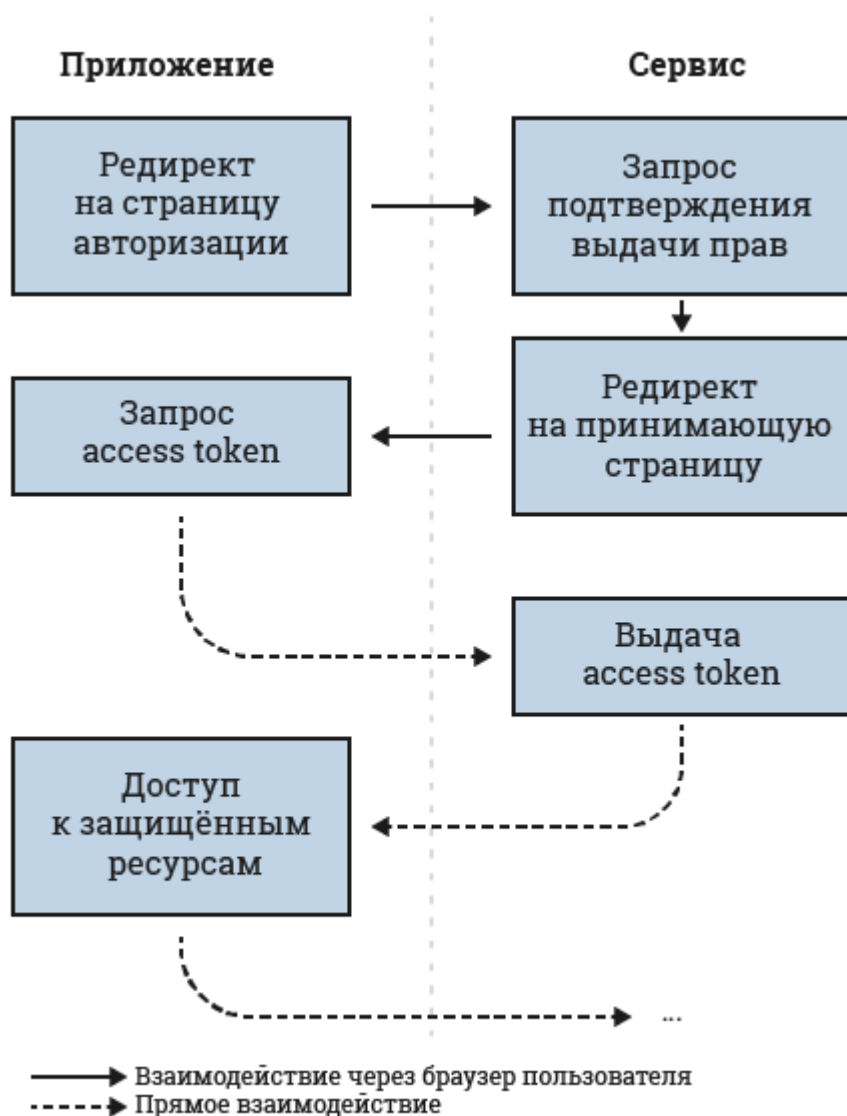 Приложение
Сервис
Редирект
на страницу
авторизации
Запрос
подтверждения
выдачи прав
Запрос
access token
Редирект
на принимающую
страницу
Выдача
access token
Доступ
к защищённым
ресурсам
...
Взаимодействие через браузер пользователя
Прямое взаимодействие